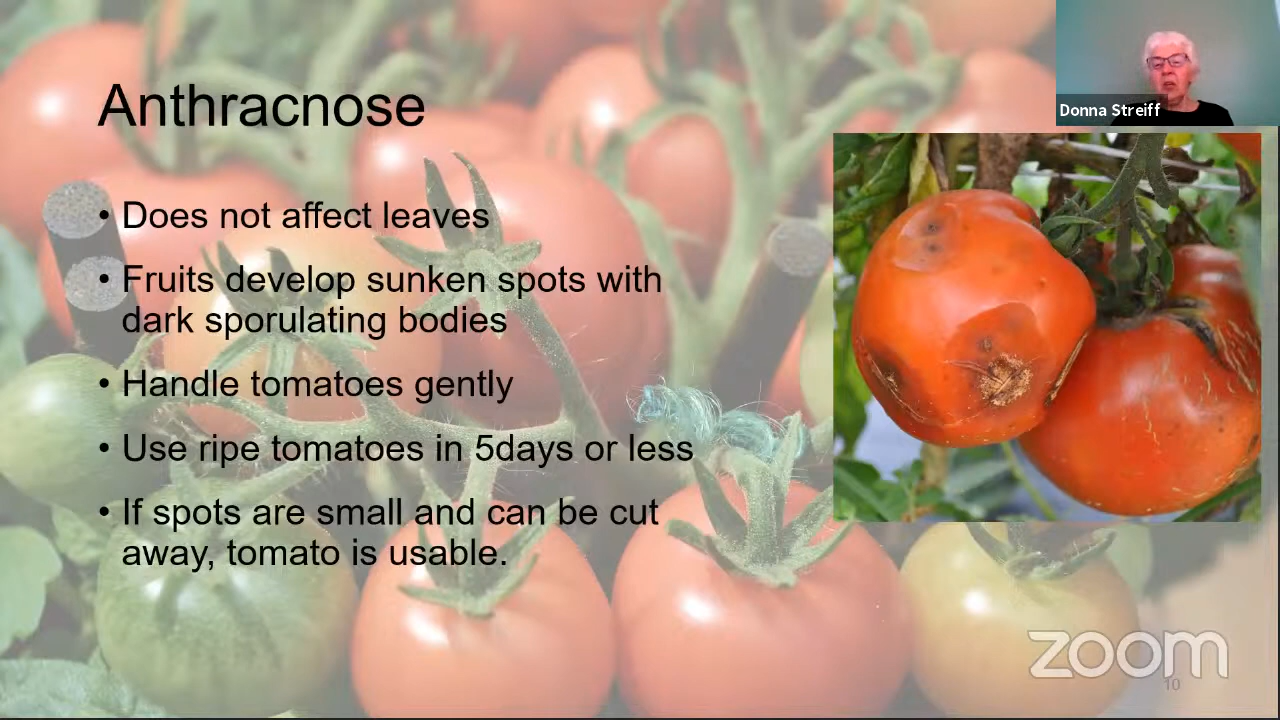 Anthracnose
Donna Streiff
• Does not affect leaves
• Fruits develop sunken spots with
dark sporulating bodies
• Handle tomatoes gently
• Use ripe tomatoes in 5days or less
• If spots are small and can be cut
away, tomato is usable.
zoom
10